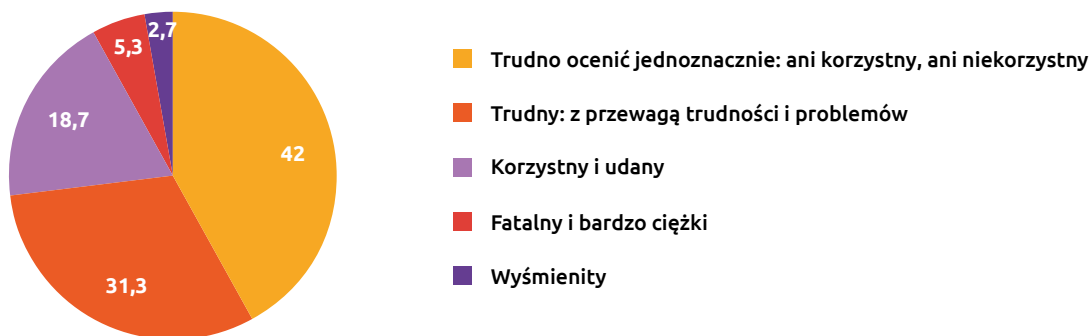 2,7
5,3
18,7
42
31,3
Trudno ocenić jednoznacznie: ani korzystny, ani niekorzystny
Trudny: z przewagą trudności i problemów
Korzystny i udany
Fatalny i bardzo ciężki
Wyśmienity